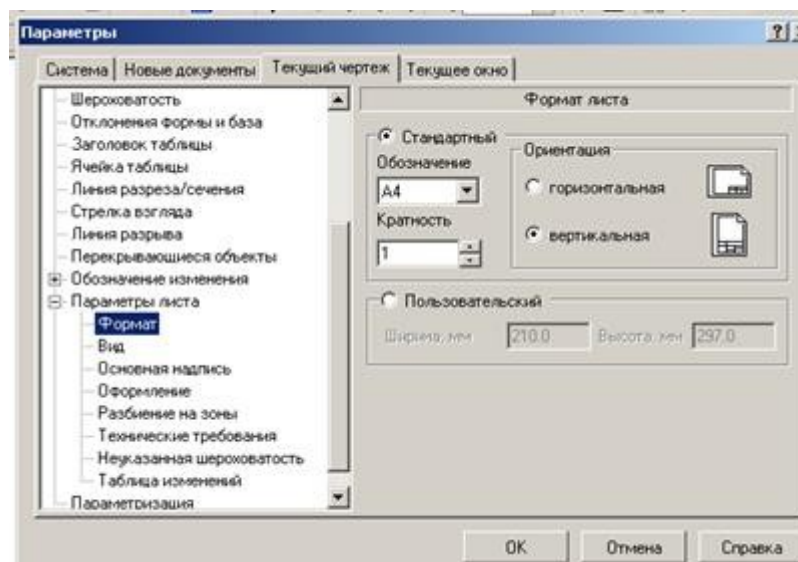 Параметры
Система Новые документы Текущий чертеж Текущее окно
Шероховатость
Отклонения формы и база
Заголовок таблицы
Ячейка таблицы
Линия разреза/сечения
Стрелка взгляда
Линия разрыва
Перекрывающиеся объекты
Обозначение изменения
Параметры листа
Формат
Вид
Основная надпись
Оформление
Разбиение на зоны
Технические требования
Неуказанная шероховатость
Таблица изменений
Параметризация
Формат листа
Стандартный
Обозначение
A4
Кратность
1
Ориентация
горизонтальная
вертикальная
Пользовательский
Ширина, мм 210.0 Высота, мм 297.0
OK Отмена Справка